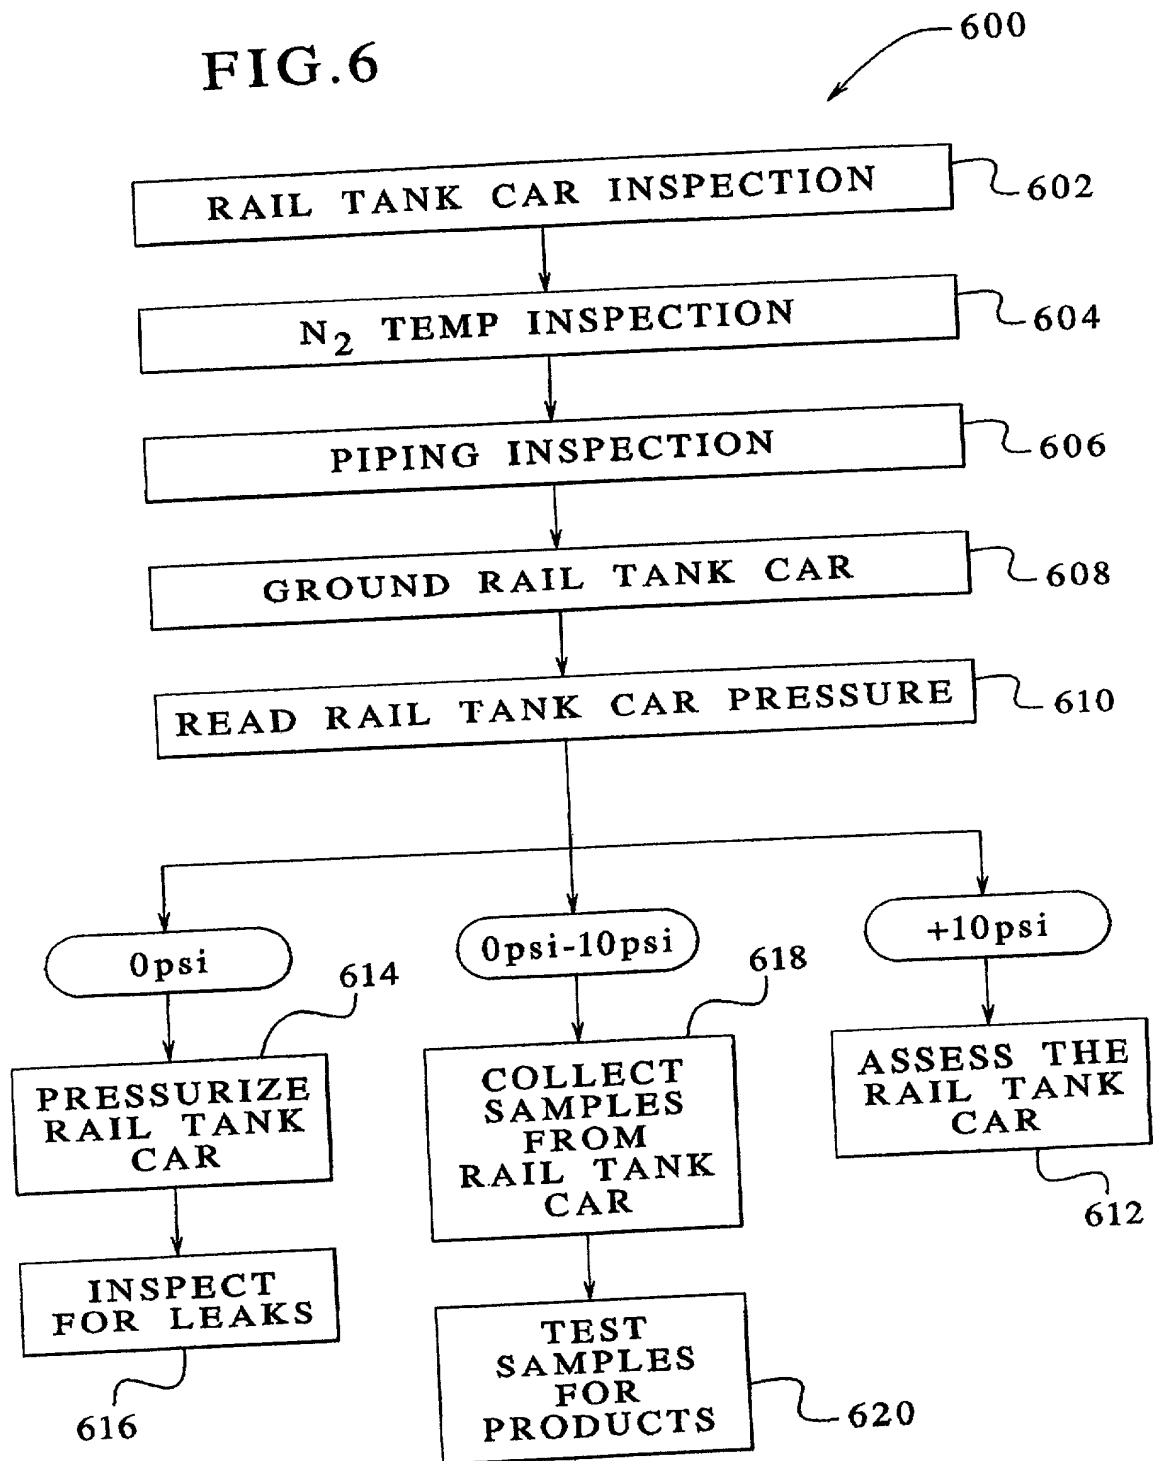 FIG.6
600
RAIL TANK CAR INSPECTION
602
N2 TEMP INSPECTION
604
PIPING INSPECTION
606
GROUND RAIL TANK CAR
608
READ RAIL TANK CAR PRESSURE
610
0psi
0psi-10psi
+10psi
614
618
PRESSURIZE
RAIL TANK
CAR
COLLECT
SAMPLES
FROM
RAIL TANK
CAR
ASSESS THE
RAIL TANK
CAR
612
INSPECT
FOR LEAKS
616
TEST
SAMPLES
FOR
PRODUCTS
620